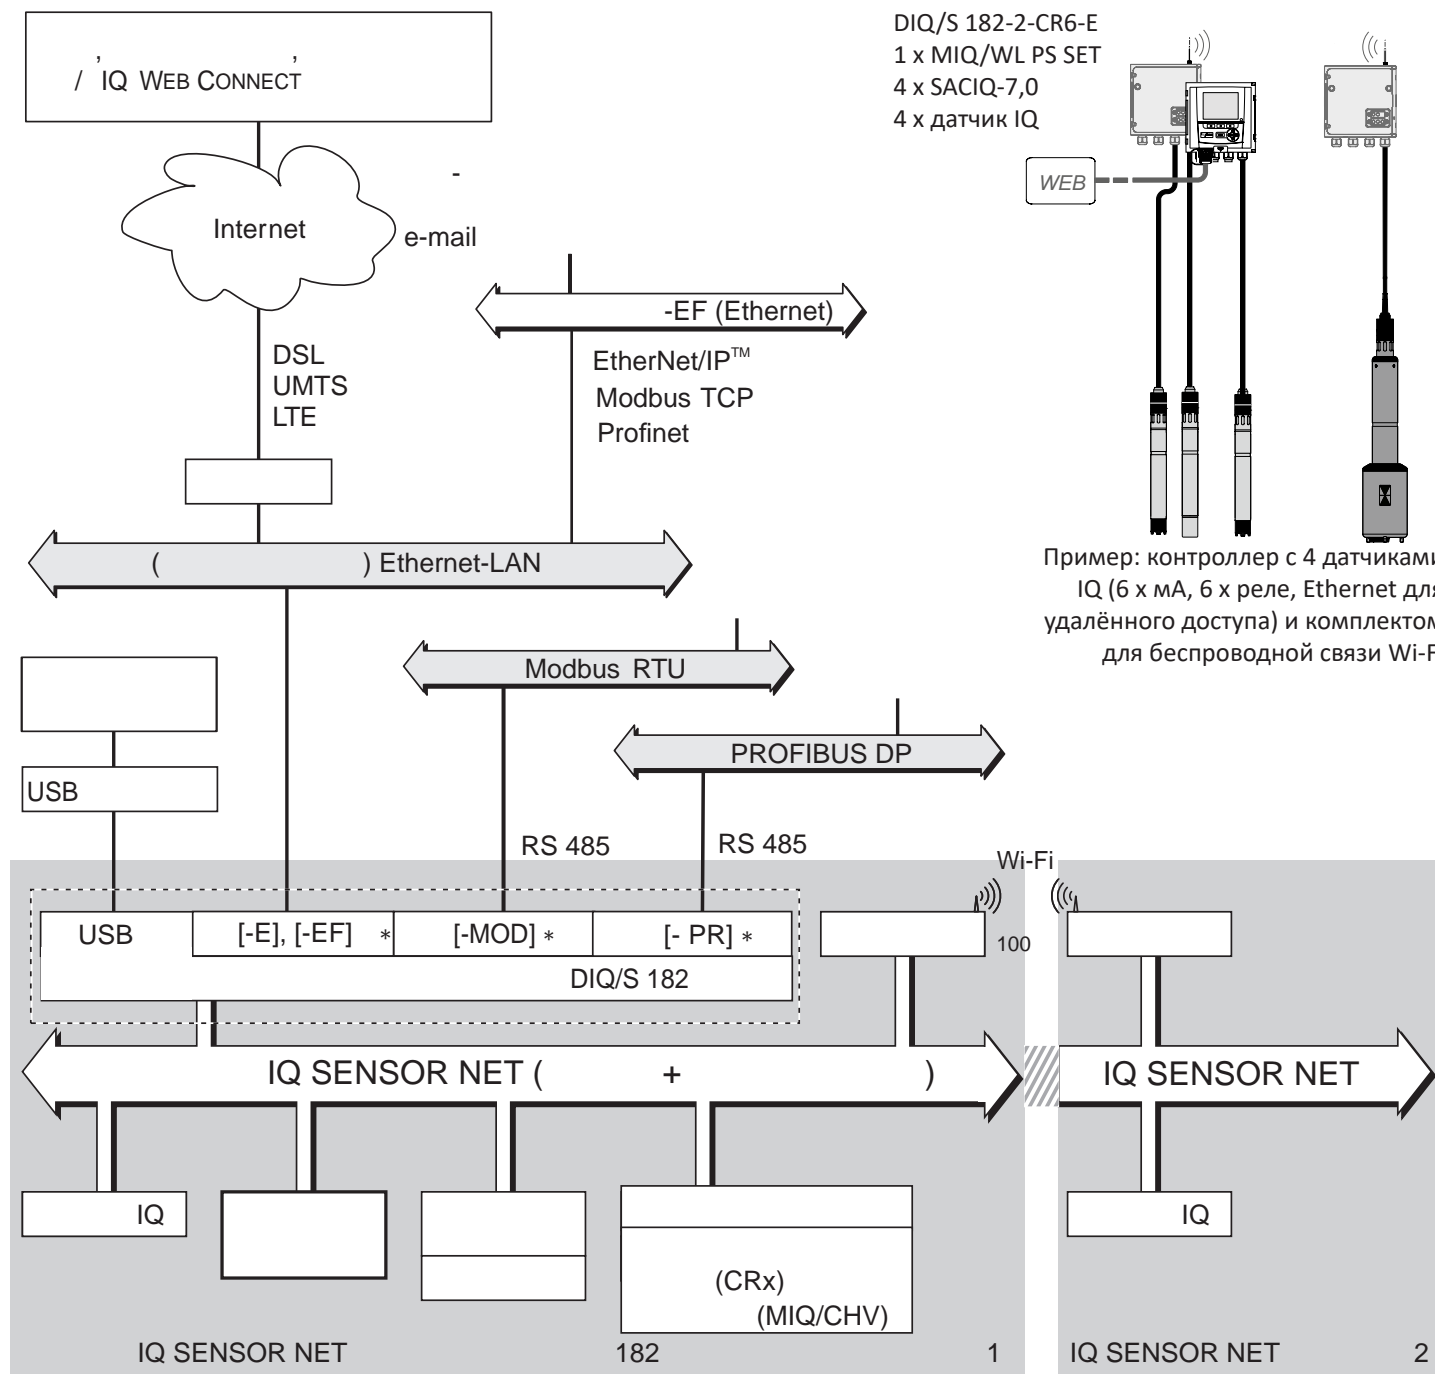 ' '
/ IQ WEB CONNECT
-
Internet
e-mail
DSL
UMTS
LTE
-EF (Ethernet)
EtherNet/IP™
Modbus TCP
Profinet
( ) Ethernet-LAN
Modbus RTU
PROFIBUS DP
USB
RS 485
RS 485
DIQ/S 182-2-CR6-E
1 x MIQ/WL PS SET
4 x SACIQ-7,0
4 x датчик IQ
WEB
Пример: контроллер с 4 датчиками
IQ (6 x мА, 6 x реле, Ethernet для
удалённого доступа) и комплектом
для беспроводной связи Wi-F
Wi-Fi
USB
[-E], [-EF] *
[-MOD] *
[- PR] *
100
DIQ/S 182
IQ SENSOR NET ( + )
IQ SENSOR NET
IQ
(CRx)
(MIQ/CHV)
IQ
IQ SENSOR NET 182 1
IQ SENSOR NET 2